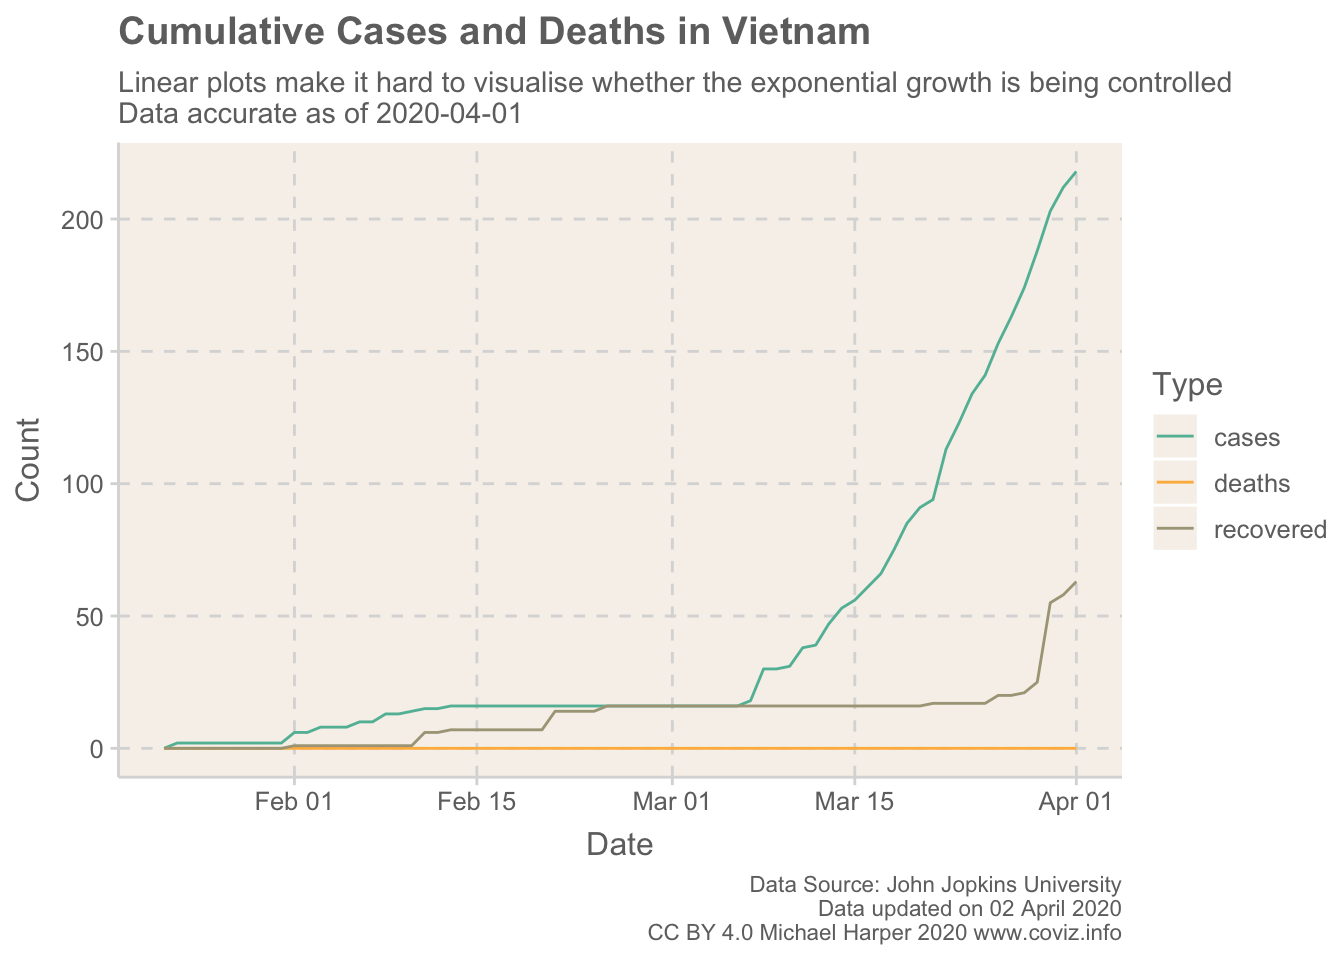 Cumulative Cases and Deaths in Vietnam
Linear plots make it hard to visualise whether the exponential growth is being controlled
Data accurate as of 2020-04-01
Count
200
150
100
50
0
Feb 01
Feb 15
Mar 01
Mar 15
Apr 01
Date
Type
cases
deaths
recovered
Data Source: John Jopkins University
Data updated on 02 April 2020
CC BY 4.0 Michael Harper 2020 www.coviz.info